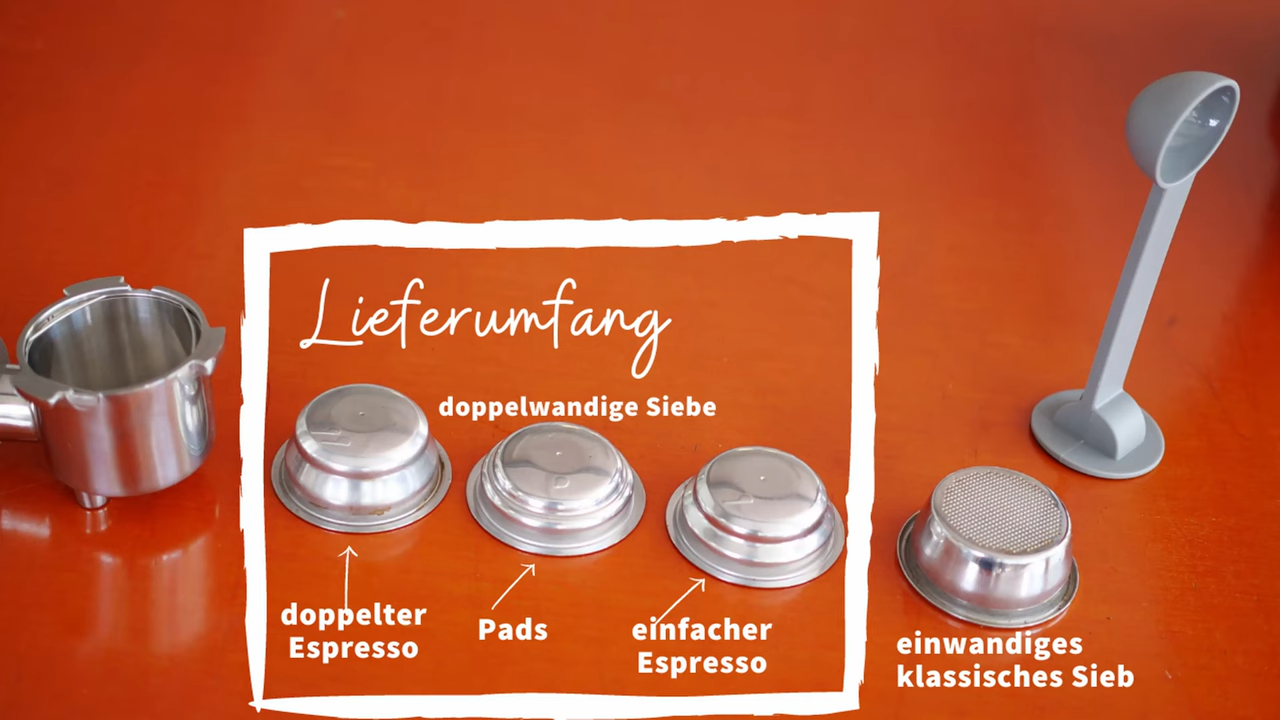 Lieferumfang
doppelwandige Siebe
doppelter
Espresso
Pads
einfacher
Espresso
einwandiges
klassisches Sieb